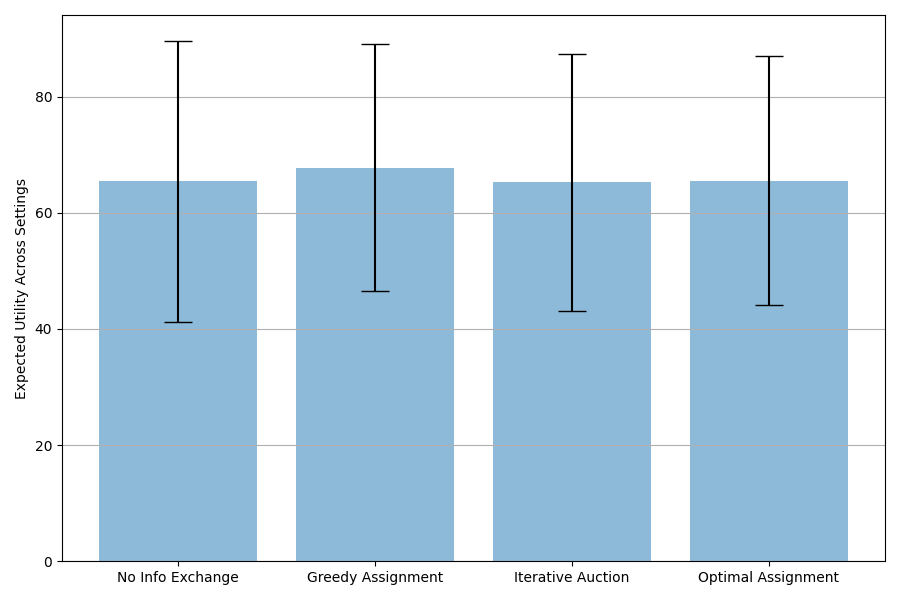 Expected Utility Across Settings
80
60
40
20
0
No Info Exchange
Greedy Assignment
Iterative Auction
Optimal Assignment